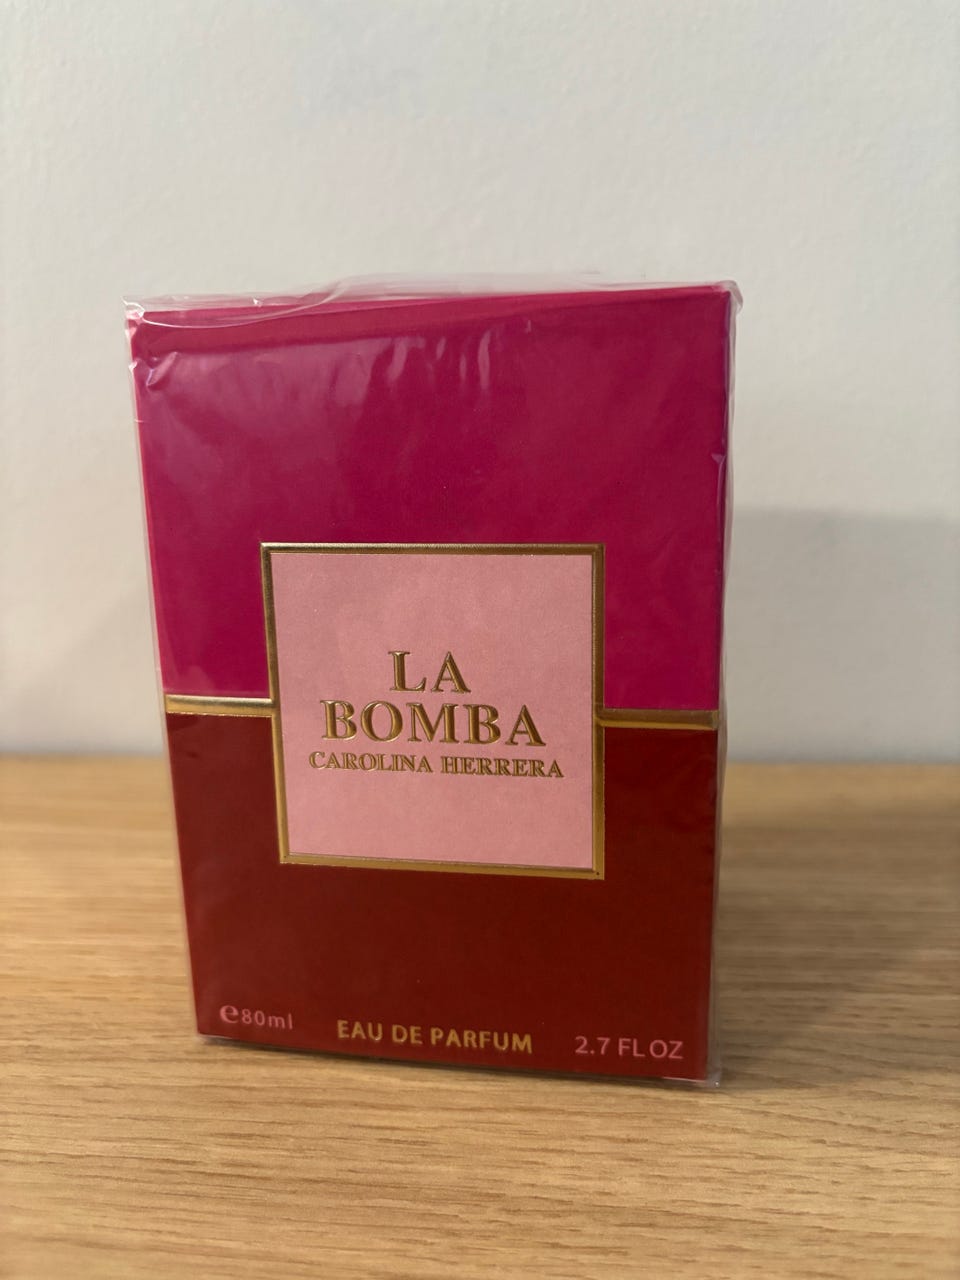 LA
BOMBA
CAROLINA HERRERA
℮80ml EAU DE PARFUM 2.7 FL OZ